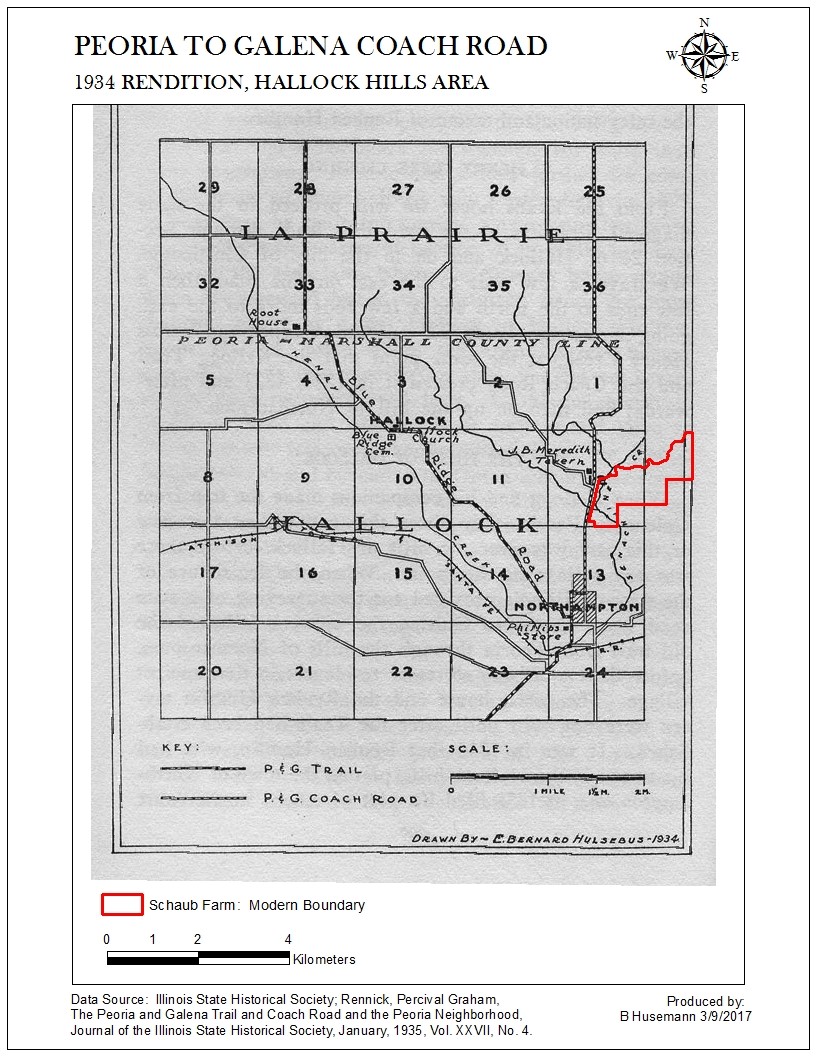 PEORIA TO GALENA COACH ROAD
1934 RENDITION, HALLOCK HILLS AREA
N
W E
S
29 28 27 26 25
LA PRAIRIE
32 33 34 35 36
Root
House
PEORIA - MARSHALL COUNTY LINE
5 4 3 2 1
HENRY
Blue
HALLOCK
Hallock
Church
Blue
Ridge
Cem.
J.B. Meredith
Tavern
CR.
Ridge
8 9 10 11 12
HALLOCK
ATCHISON
TOPEKA
CREEK
SENACHWINE
Road
SANTA FE
17 16 15 14 13
NORTHAMPTON
Phillips
Store
R.R.
20 21 22 23 24
KEY:
P. & G. TRAIL
P. & G. COACH ROAD
SCALE:
0 1 MILE 1½ M. 2 M.
DRAWN BY ~ E. BERNARD HULSEBUS - 1934
Schaub Farm: Modern Boundary
0 1 2 4
Kilometers
Data Source: Illinois State Historical Society; Rennick, Percival Graham,
The Peoria and Galena Trail and Coach Road and the Peoria Neighborhood,
Journal of the Illinois State Historical Society, January, 1935, Vol. XXVII, No. 4.
Produced by:
B Husemann 3/9/2017